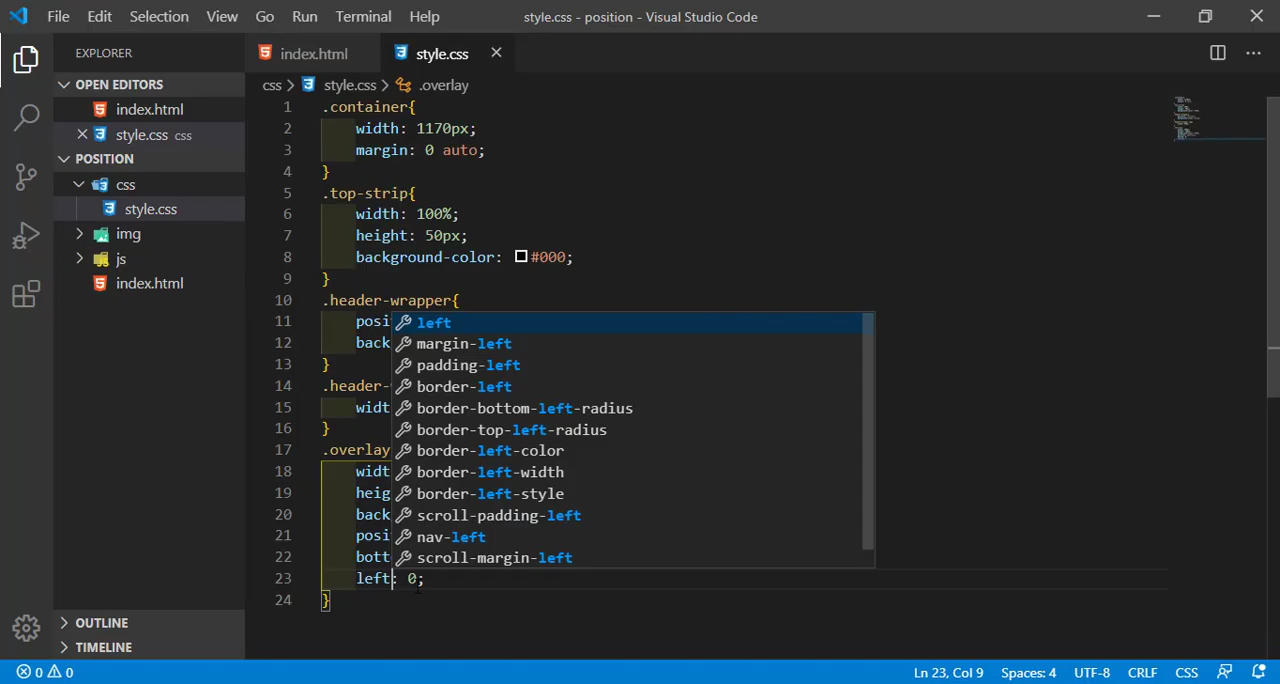 File Edit Selection View Go Run Terminal Help style.css - position - Visual Studio Code
EXPLORER
OPEN EDITORS
index.html
style.css css
POSITION
css
style.css
img
js
index.html
OUTLINE
TIMELINE
index.html style.css
css style.css .overlay
1 .container{
2 width: 1170px;
3 margin: 0 auto;
4 }
5 .top-strip{
6 width: 100%;
7 height: 50px;
8 background-color: #000;
9 }
10 .header-wrapper{
11 posi
12 back
13 }
14 .header-
15 widt
16 }
17 .overlay
18 widt
19 heig
20 back
21 posi
22 bott
23 left: 0;
24 }
left
margin-left
padding-left
border-left
border-bottom-left-radius
border-top-left-radius
border-left-color
border-left-width
border-left-style
scroll-padding-left
nav-left
scroll-margin-left
0 0 Ln 23, Col 9 Spaces: 4 UTF-8 CRLF CSS